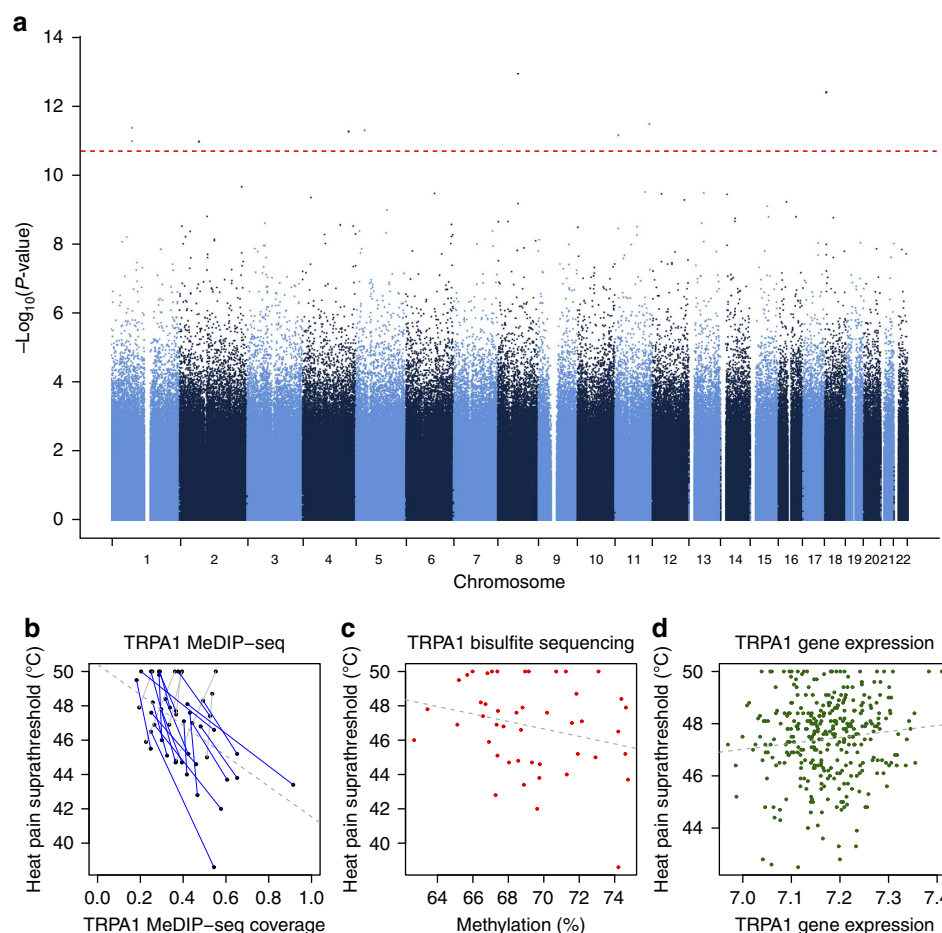 a
14
12
10
8
6
4
2
0
–Log10(P-value)
1 2 3 4 5 6 7 8 9 10 11 12 13 14 15 16 17 18 19 20 21 22
Chromosome
b
TRPA1 MeDIP–seq
Heat pain suprathreshold (°C)
50
48
46
44
42
40
0.0 0.2 0.4 0.6 0.8 1.0
TRPA1 MeDIP–seq coverage
c
TRPA1 bisulfite sequencing
Heat pain suprathreshold (°C)
50
48
46
44
42
40
64 66 68 70 72 74
Methylation (%)
d
TRPA1 gene expression
Heat pain suprathreshold (°C)
50
48
46
44
7.0 7.1 7.2 7.3
TRPA1 gene expression